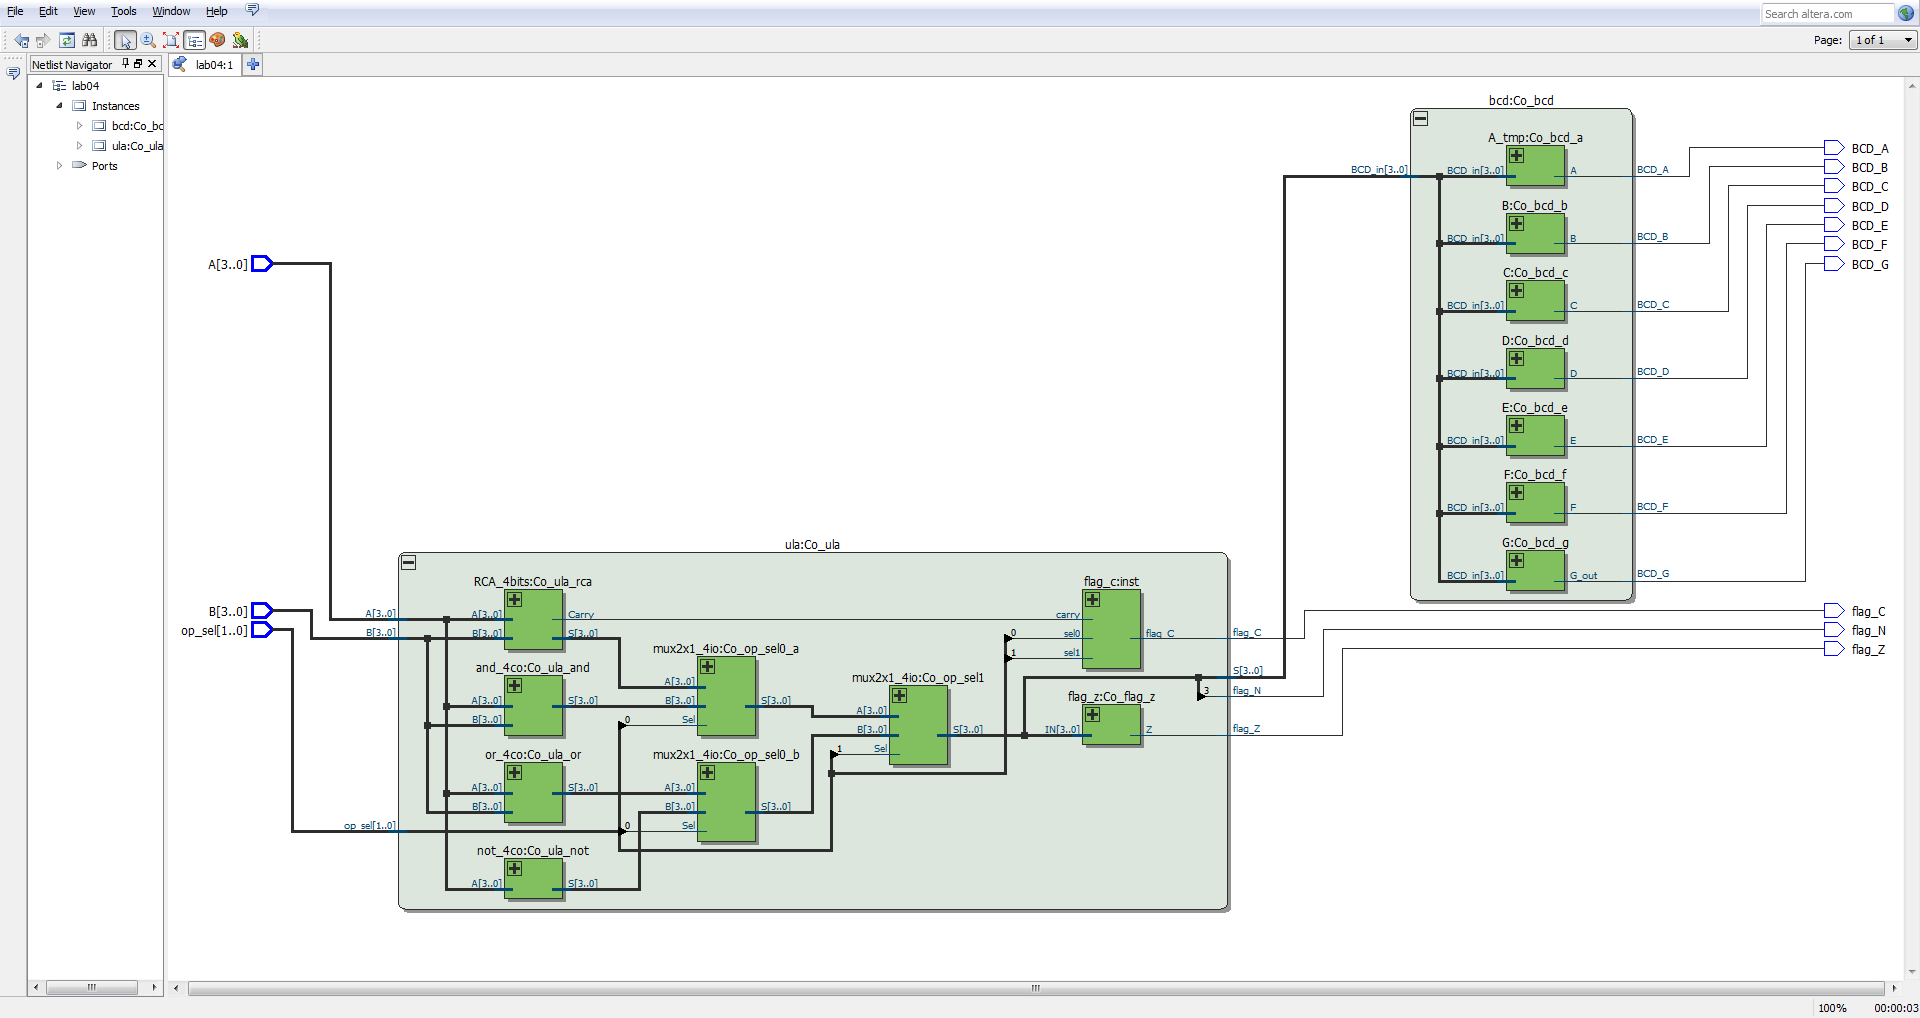 File Edit View Tools Window Help
Search altera.com
Page: 1 of 1
Netlist Navigator
lab04:1
lab04
Instances
bcd:Co_bc
ula:Co_ula
Ports
bcd:Co_bcd
A_tmp:Co_bcd_a
BCD_in[3..0]
BCD_in[3..0] A BCD_A
B:Co_bcd_b
BCD_in[3..0] B BCD_B
C:Co_bcd_c
BCD_in[3..0] C BCD_C
D:Co_bcd_d
BCD_in[3..0] D BCD_D
E:Co_bcd_e
BCD_in[3..0] E BCD_E
F:Co_bcd_f
BCD_in[3..0] F BCD_F
G:Co_bcd_g
BCD_in[3..0] G_out BCD_G
BCD_A
BCD_B
BCD_C
BCD_D
BCD_E
BCD_F
BCD_G
flag_C
flag_N
flag_Z
A[3..0]
B[3..0]
op_sel[1..0]
ula:Co_ula
A[3..0]
B[3..0]
op_sel[1..0]
RCA_4bits:Co_ula_rca
A[3..0] Carry
B[3..0] S[3..0]
and_4co:Co_ula_and
A[3..0] S[3..0]
B[3..0]
or_4co:Co_ula_or
A[3..0] S[3..0]
B[3..0]
not_4co:Co_ula_not
A[3..0] S[3..0]
mux2x1_4io:Co_op_sel0_a
A[3..0]
B[3..0] S[3..0]
0 Sel
mux2x1_4io:Co_op_sel0_b
A[3..0]
B[3..0] S[3..0]
0 Sel
mux2x1_4io:Co_op_sel1
A[3..0]
B[3..0] S[3..0]
1 Sel
flag_c:inst
carry
0 sel0 flag_C
1 sel1
flag_z:Co_flag_z
IN[3..0] Z
flag_C
S[3..0]
3 flag_N
flag_Z
100% 00:00:03